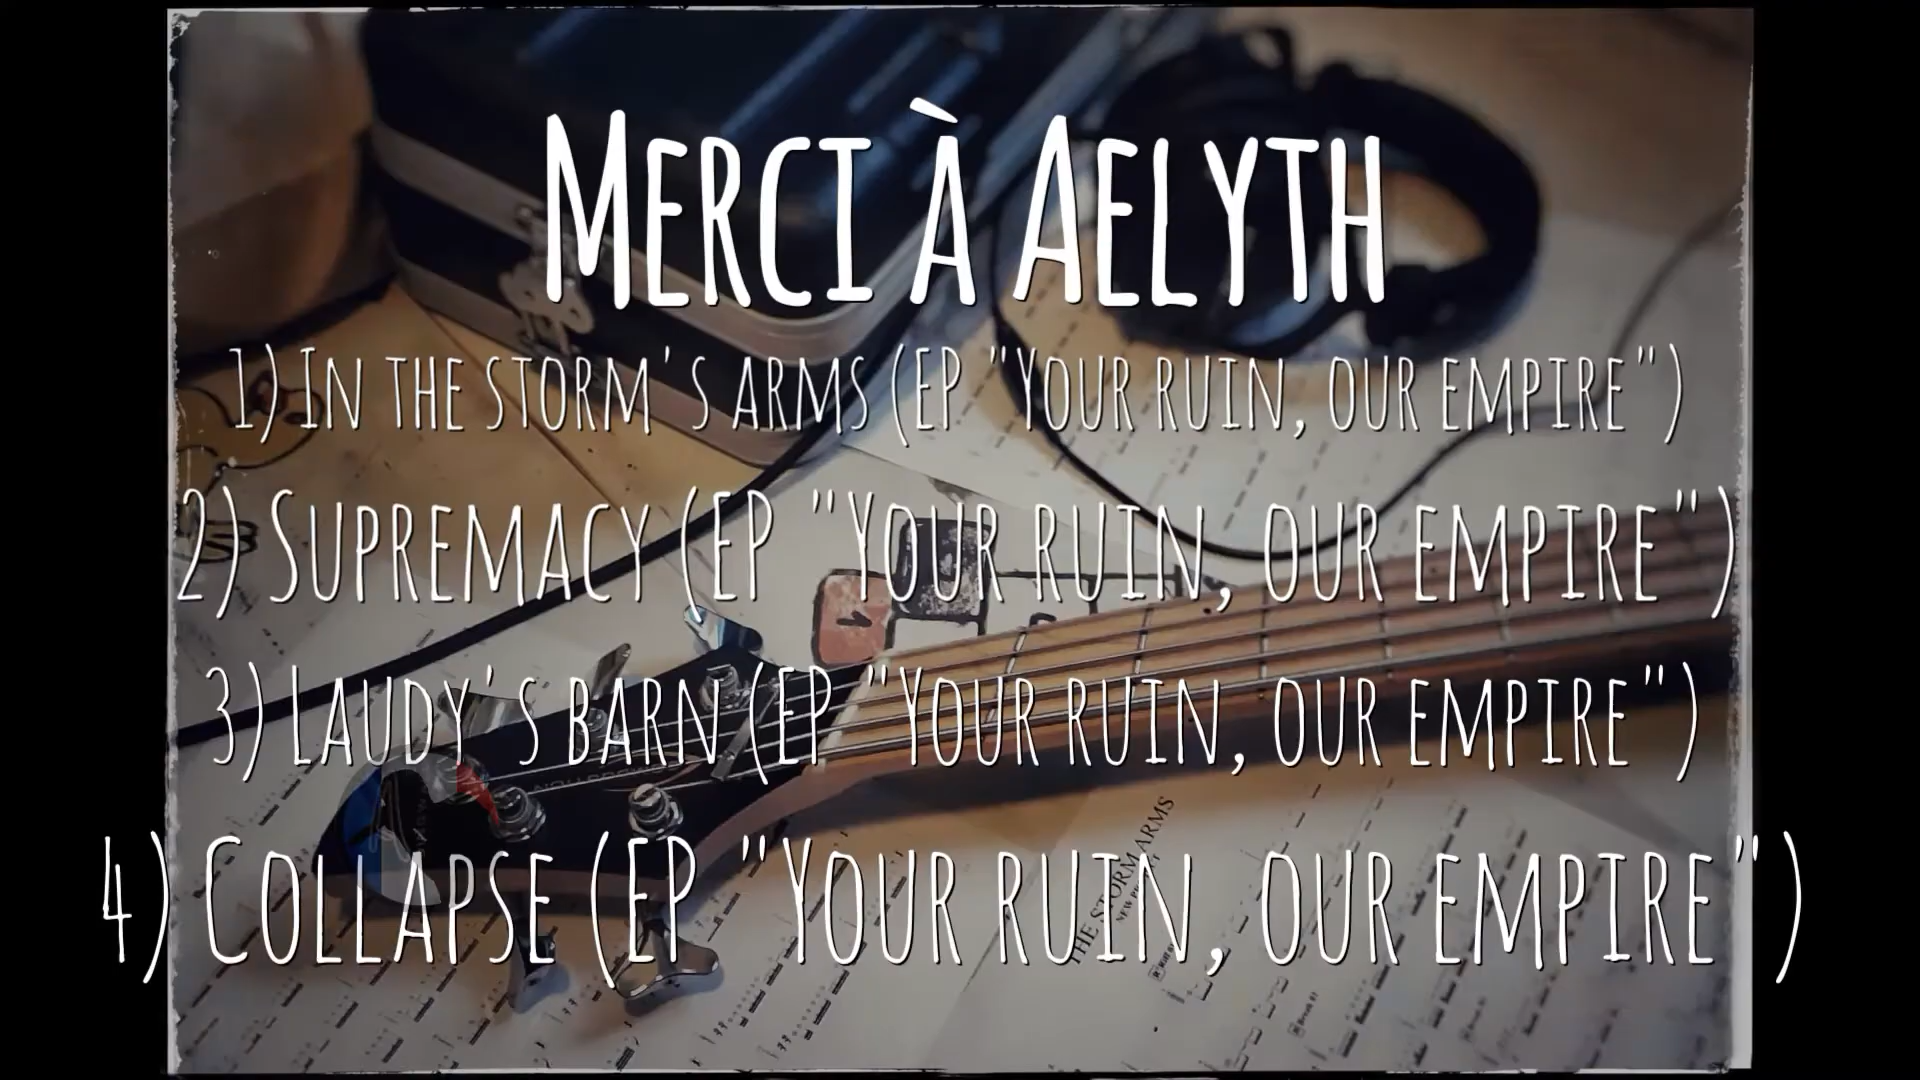 Merci à Aelyth
1) In the storm's arms (EP "Your ruin, our empire")
2) Supremacy (EP "Your ruin, our empire")
3) Laudy's barn (EP "Your ruin, our empire")
4) Collapse (EP "Your ruin, our empire")
THE STORM ARMS